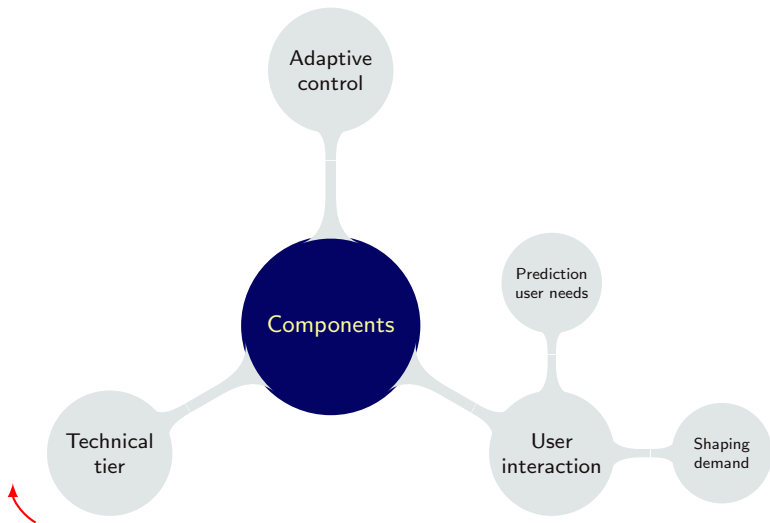 Adaptive
control
Prediction
user needs
Components
Technical
tier
User
interaction
Shaping
demand